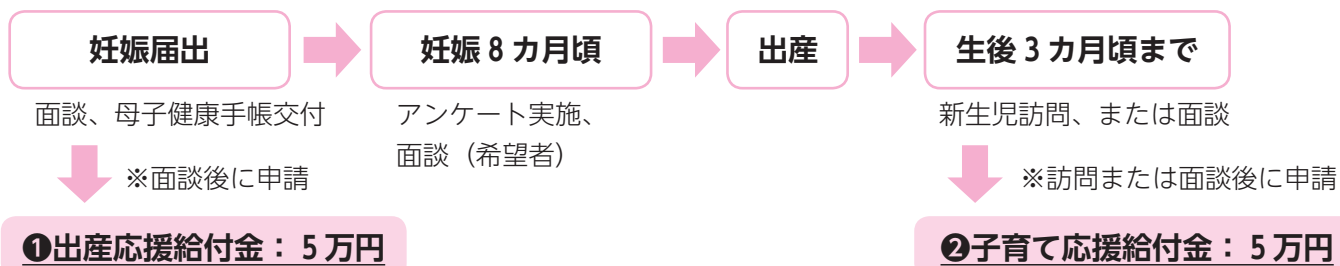 妊娠届出
妊娠8カ月頃
出産
生後3カ月頃まで
面談、母子健康手帳交付
アンケート実施、
面談（希望者）
新生児訪問、または面談
※面談後に申請
※訪問または面談後に申請
❶出産応援給付金：5万円
❷子育て応援給付金：5万円